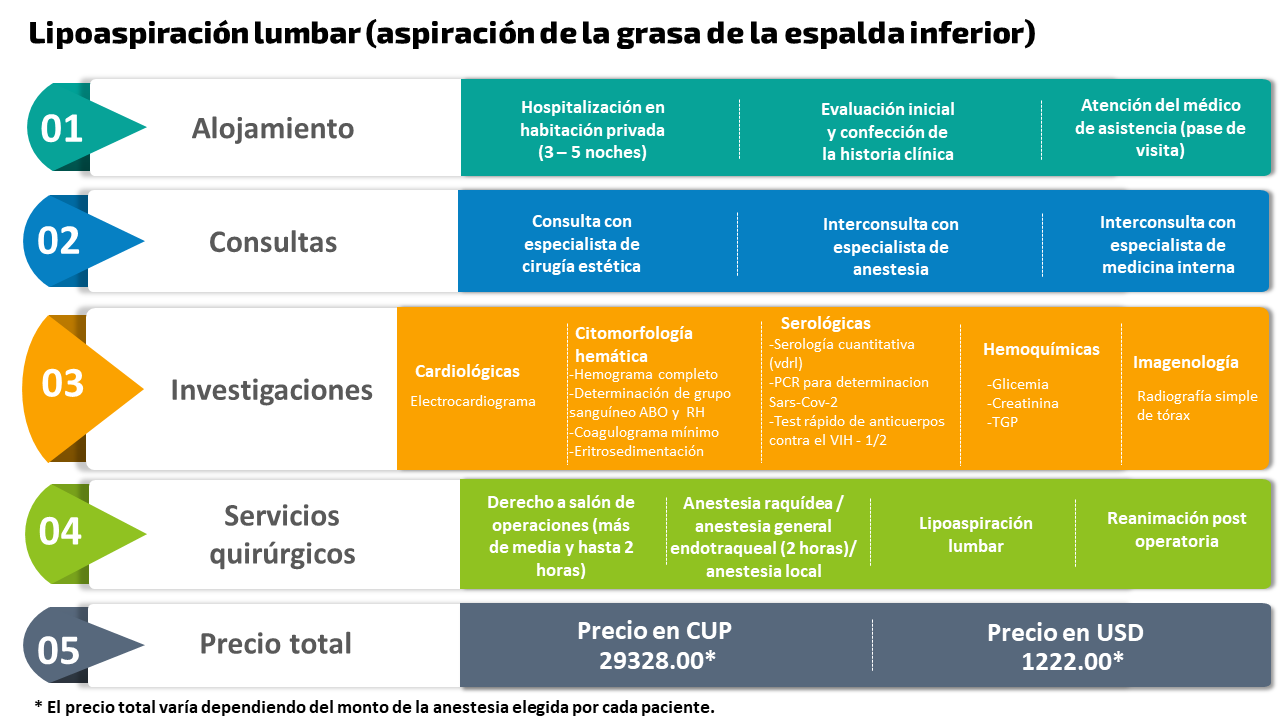 Lipoaspiración lumbar (aspiración de la grasa de la espalda inferior)
01
Alojamiento
Hospitalización en
habitación privada
(3 – 5 noches)
Evaluación inicial
y confección de
la historia clínica
Atención del médico
de asistencia (pase de
visita)
02
Consultas
Consulta con
especialista de
cirugía estética
Interconsulta con
especialista de
anestesia
Interconsulta con
especialista de
medicina interna
03
Investigaciones
Cardiológicas
Electrocardiograma
Citomorfología
hemática
-Hemograma completo
-Determinación de grupo
sanguíneo ABO y RH
-Coagulograma mínimo
-Eritrosedimentación
Serológicas
-Serología cuantitativa
(vdrl)
-PCR para determinacion
Sars-Cov-2
-Test rápido de anticuerpos
contra el VIH - 1/2
Hemoquímicas
-Glicemia
-Creatinina
-TGP
Imagenología
Radiografía simple
de tórax
04
Servicios
quirúrgicos
Derecho a salón de
operaciones (más
de media y hasta 2
horas)
Anestesia raquídea /
anestesia general
endotraqueal (2 horas)/
anestesia local
Lipoaspiración
lumbar
Reanimación post
operatoria
05
Precio total
Precio en CUP
29328.00*
Precio en USD
1222.00*
* El precio total varía dependiendo del monto de la anestesia elegida por cada paciente.